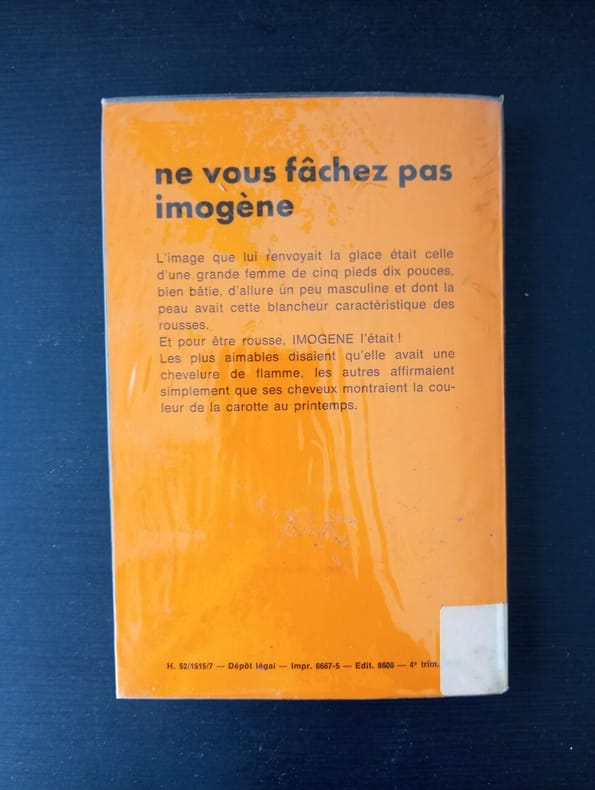 ne vous fâchez pas
imogène
L'image que lui renvoyait la glace était celle
d'une grande femme de cinq pieds dix pouces,
bien bâtie, d'allure un peu masculine et dont la
peau avait cette blancheur caractéristique des
rousses.
Et pour être rousse, IMOGENE l'était !
Les plus aimables disaient qu'elle avait une
chevelure de flamme, les autres affirmaient
simplement que ses cheveux montraient la cou-
leur de la carotte au printemps.
H. 52/1515/7 — Dépôt légal — Impr. 6667-5 — Edit. 8606 — 4e trim.